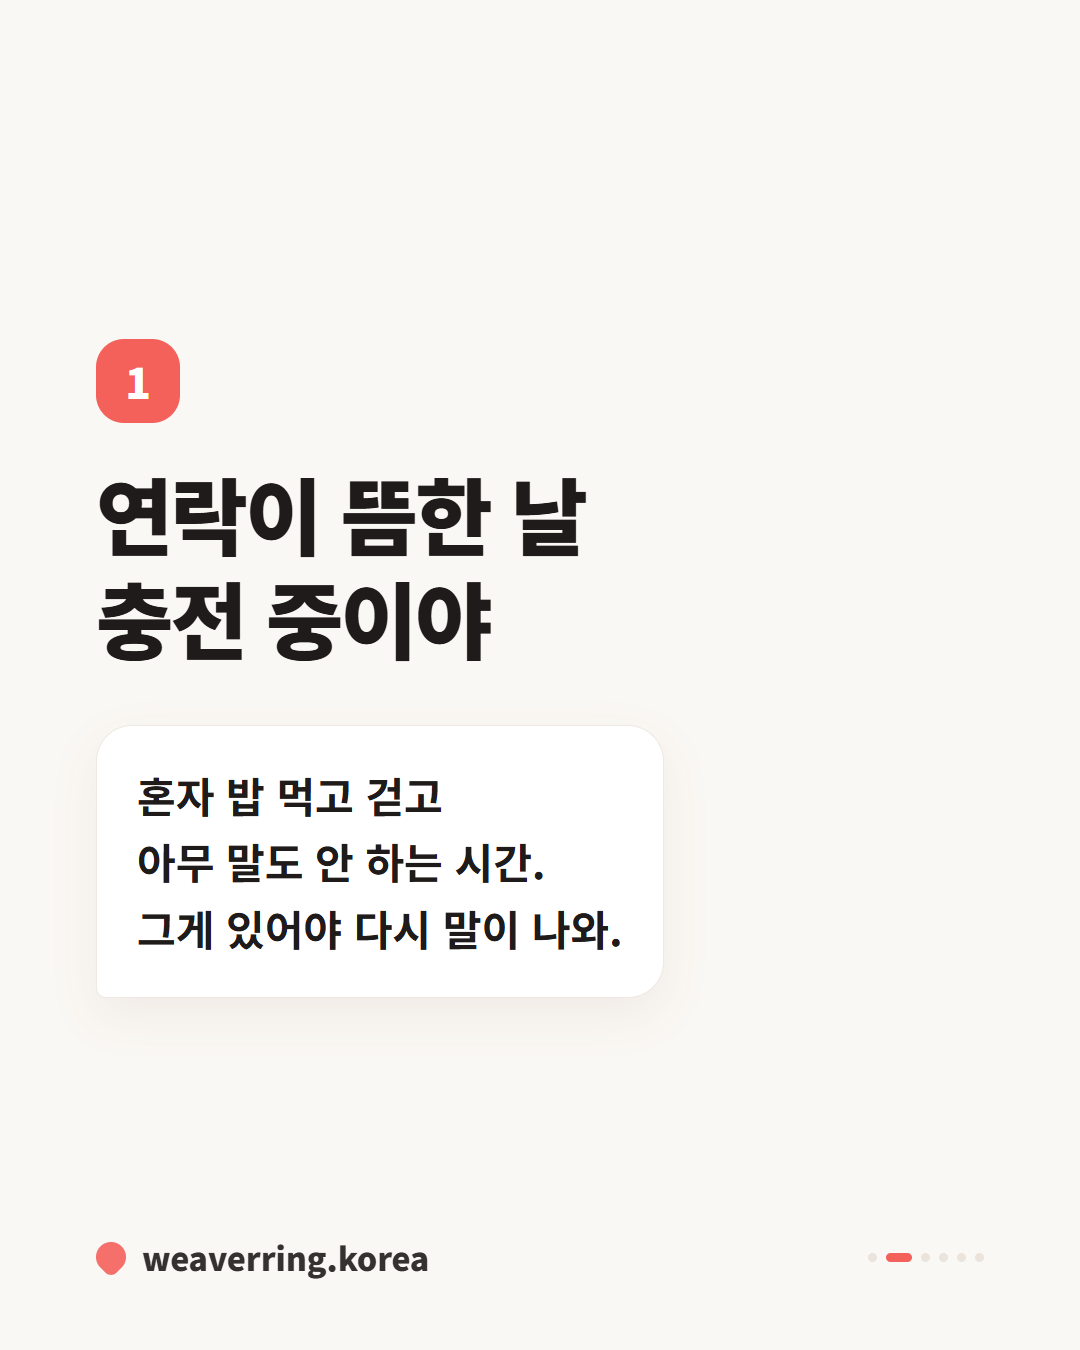 1
연락이 뜸한 날
충전 중이야
혼자 밥 먹고 걷고
아무 말도 안 하는 시간.
그게 있어야 다시 말이 나와.
weaverring.korea